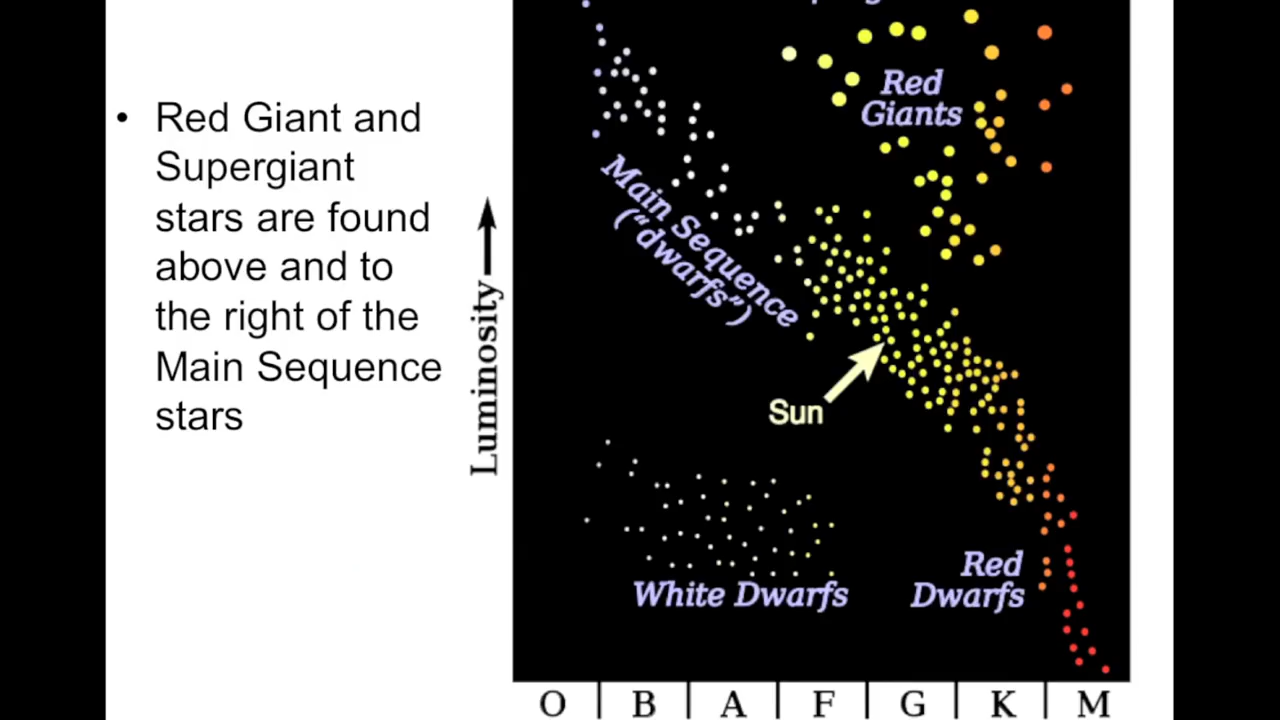 • Red Giant and
Supergiant
stars are found
above and to
the right of the
Main Sequence
stars
Luminosity
Red
Giants
Main Sequence
("dwarfs")
Sun
White Dwarfs
Red
Dwarfs
O | B | A | F | G | K | M